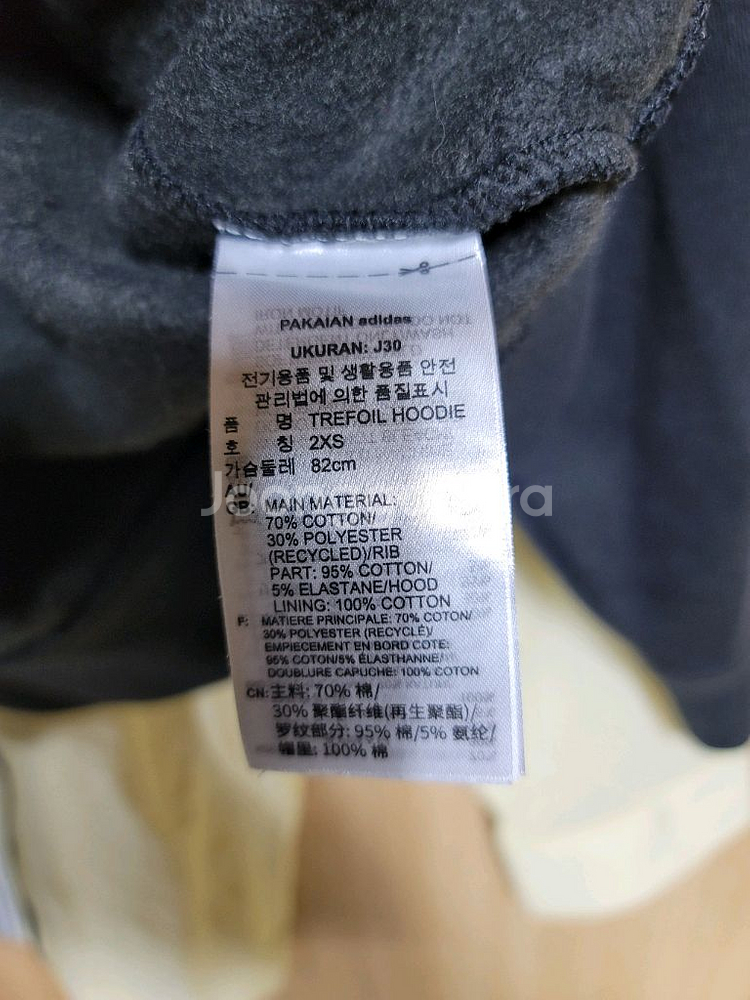 PAKAIAN adidas
UKURAN: J30
전기용품 및 생활용품 안전
관리법에 의한 품질표시
품 명 TREFOIL HOODIE
호 칭 2XS
가슴둘레 82cm
AU/
GB: MAIN MATERIAL:
70% COTTON/
30% POLYESTER
(RECYCLED)/RIB
PART: 95% COTTON/
5% ELASTANE/HOOD
LINING: 100% COTTON
F: MATIERE PRINCIPALE: 70% COTON/
30% POLYESTER (RECYCLÉ)/
EMPIECEMENT EN BORD COTE:
95% COTON/5% ÉLASTHANNE/
DOUBLURE CAPUCHE: 100% COTON
CN: 主料: 70% 棉/
30% 聚酯纤维(再生聚酯)/
罗纹部分: 95% 棉/5% 氨纶/
帽里: 100% 棉